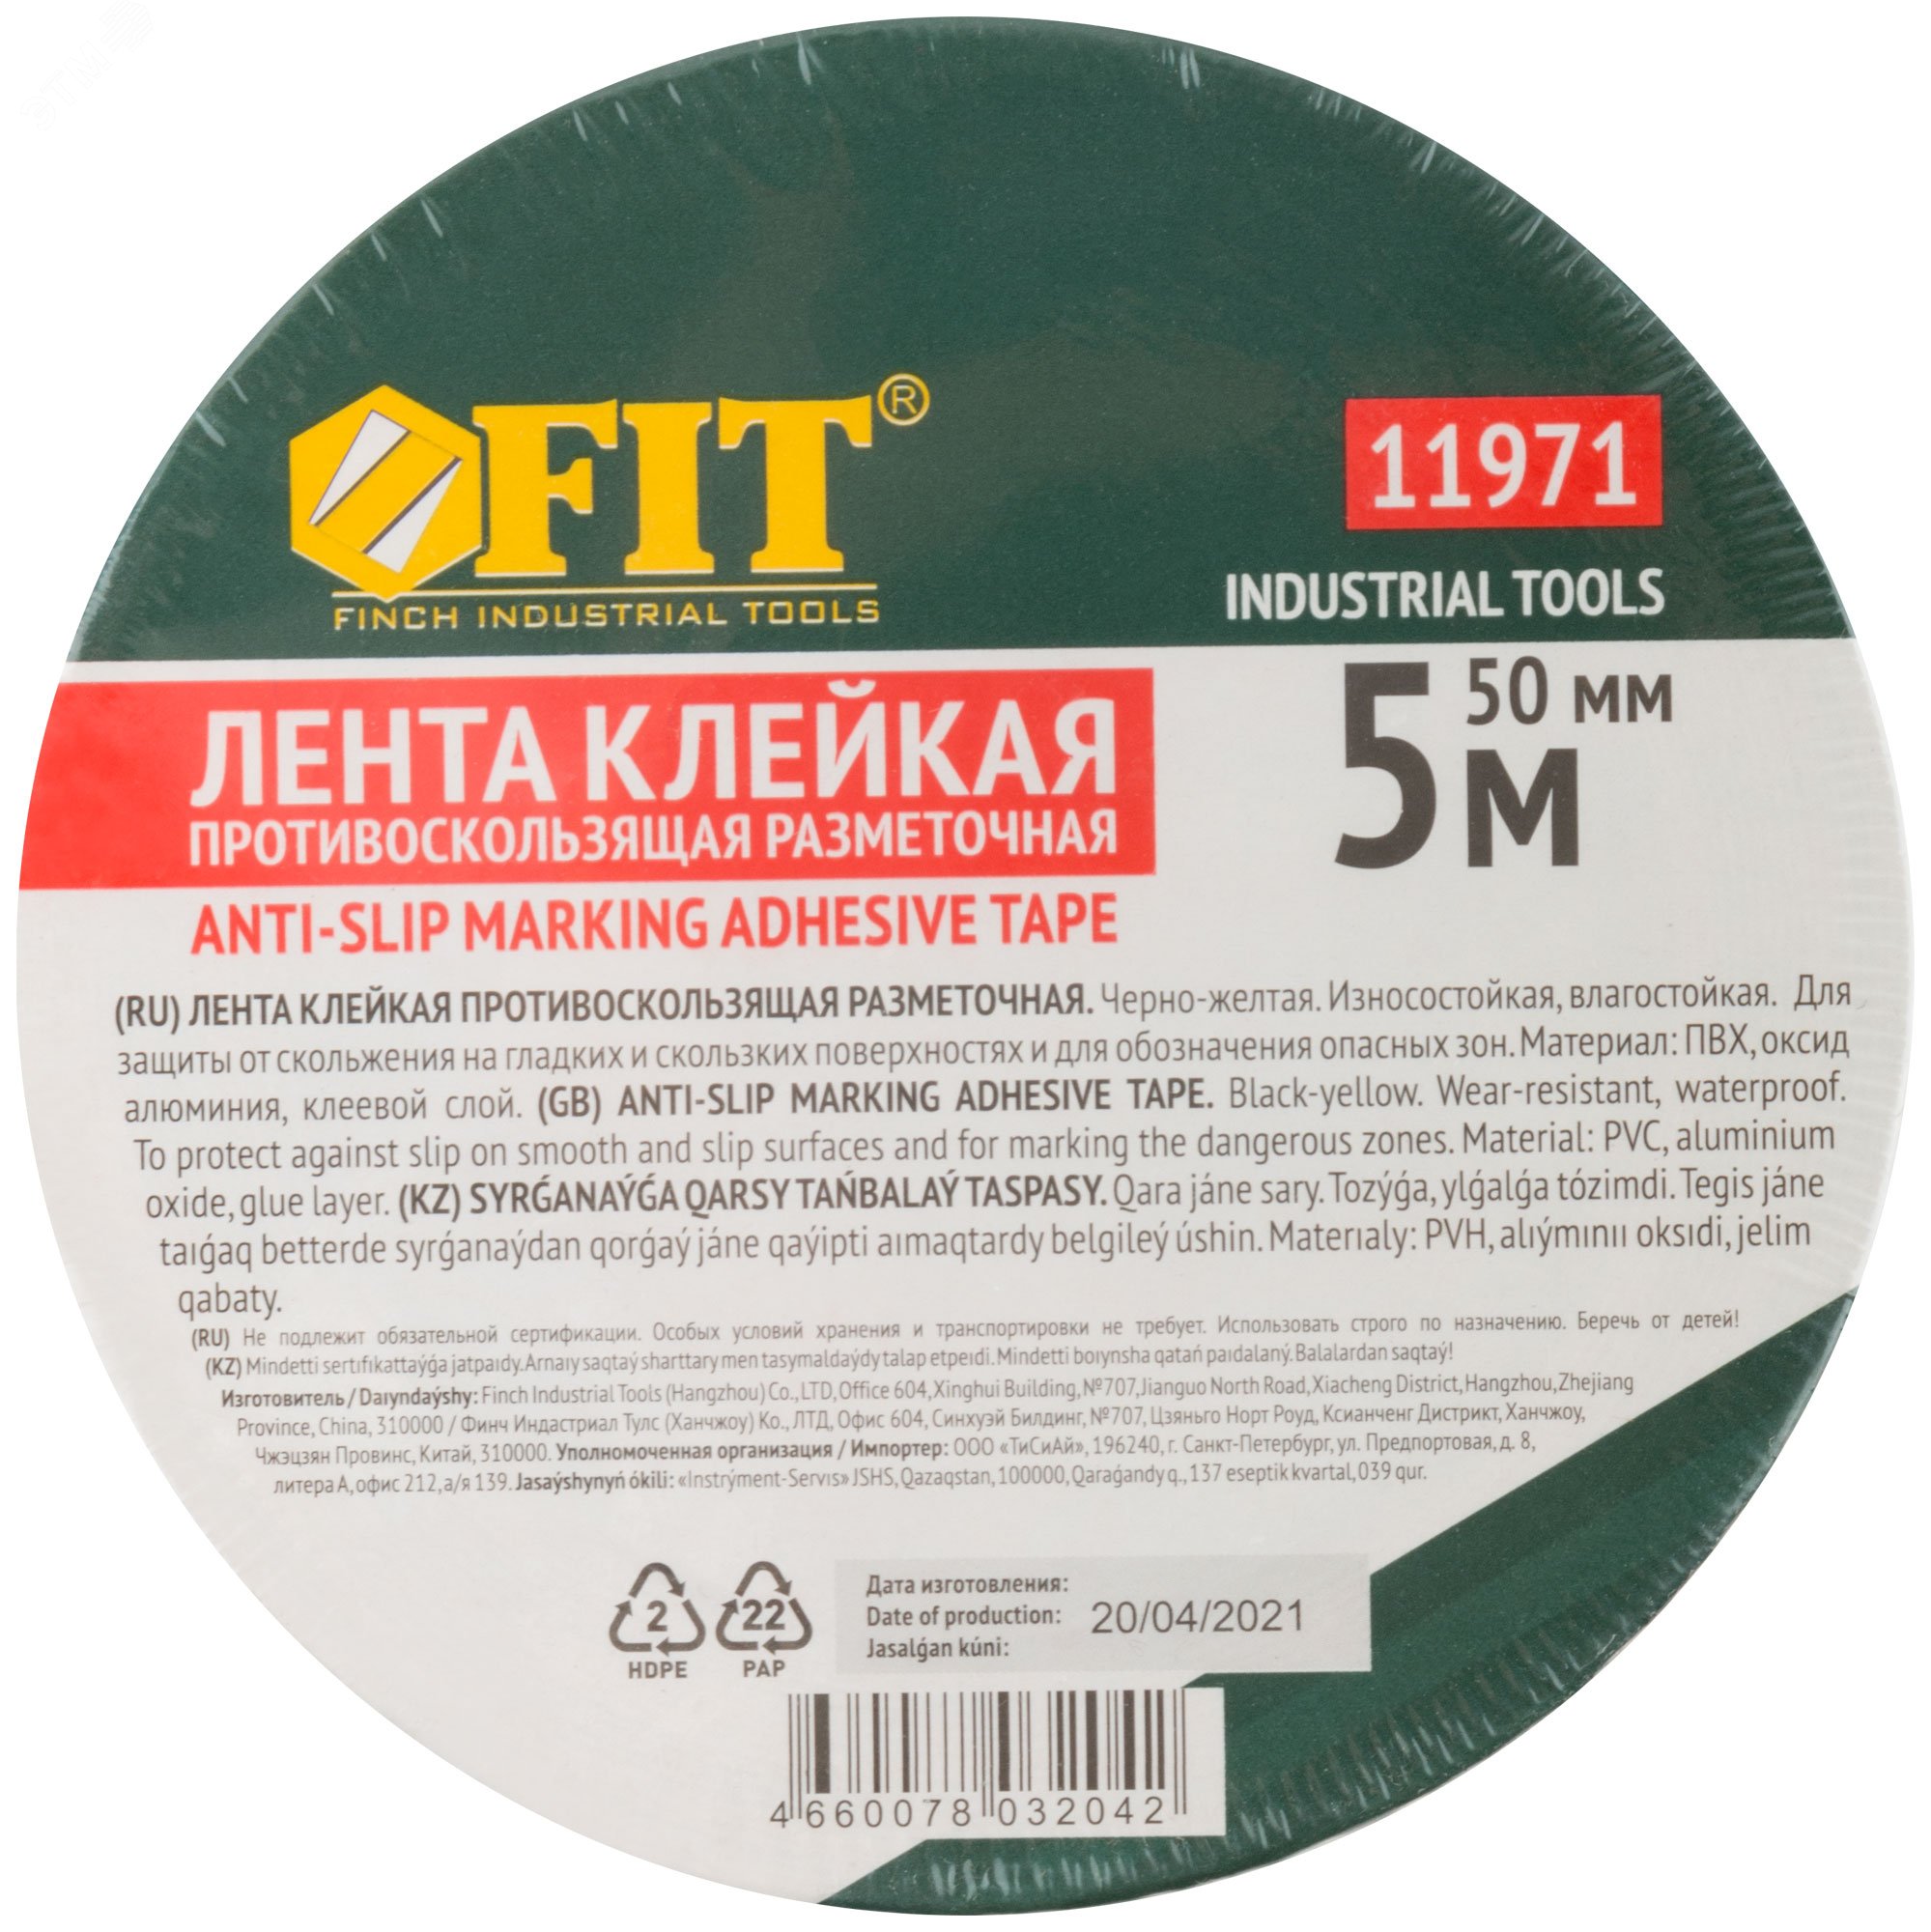 ЭТМ
FIT®
FINCH INDUSTRIAL TOOLS
11971
INDUSTRIAL TOOLS
ЛЕНТА КЛЕЙКАЯ
ПРОТИВОСКОЛЬЗЯЩАЯ РАЗМЕТОЧНАЯ
ANTI-SLIP MARKING ADHESIVE TAPE
5 м
50 мм
(RU) ЛЕНТА КЛЕЙКАЯ ПРОТИВОСКОЛЬЗЯЩАЯ РАЗМЕТОЧНАЯ. Черно-желтая. Износостойкая, влагостойкая. Для
защиты от скольжения на гладких и скользких поверхностях и для обозначения опасных зон. Материал: ПВХ, оксид
алюминия, клеевой слой. (GB) ANTI-SLIP MARKING ADHESIVE TAPE. Black-yellow. Wear-resistant, waterproof.
To protect against slip on smooth and slip surfaces and for marking the dangerous zones. Material: PVC, aluminium
oxide, glue layer. (KZ) SYRǴANAÝǴA QARSY TAŃBALAÝ TASPASY. Qara jáne sary. Tozýǵa, ylǵalǵa tózimdi. Tegis jáne
taıǵaq betterde syrǵanaýdan qorǵaý jáne qaýipti aımaqtardy belgileý úshin. Materıaly: PVH, alıýmınıı oksıdi, jelim
qabaty.
(RU) Не подлежит обязательной сертификации. Особых условий хранения и транспортировки не требует. Использовать строго по назначению. Беречь от детей!
(KZ) Mindetti sertıfıkattaýǵa jatpaıdy. Arnaıy saqtaý sharttary men tasymaldaýdy talap etpeıdi. Mindetti boıynsha qatań paıdalaný. Balalardan saqtaý!
Изготовитель / Daıyndaýshy: Finch Industrial Tools (Hangzhou) Co., LTD, Office 604, Xinghui Building, №707, Jianguo North Road, Xiacheng District, Hangzhou, Zhejiang
Province, China, 310000 / Финч Индастриал Тулс (Ханчжоу) Ко., ЛТД, Офис 604, Синхуэй Билдинг, №707, Цзяньго Норт Роуд, Ксианченг Дистрикт, Ханчжоу,
Чжэцзян Провинс, Китай, 310000. Уполномоченная организация / Импортер: ООО «ТиСиАй», 196240, г. Санкт-Петербург, ул. Предпортовая, д. 8,
литера А, офис 212, а/я 139. Jasaýshynyń ókili: «Instrýment-Servıs» JSHS, Qazaqstan, 100000, Qaraǵandy q., 137 eseptik kvartal, 039 qur.
2
HDPE
22
PAP
Дата изготовления:
Date of production: 20/04/2021
Jasalǵan kúni:
4 660078 032042